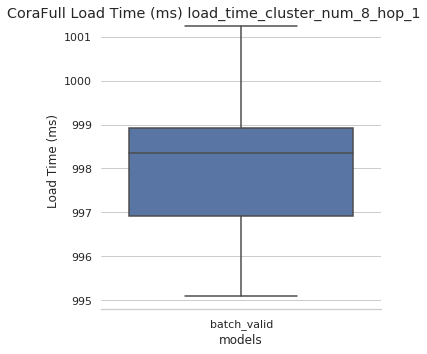 CoraFull Load Time (ms) load_time_cluster_num_8_hop_1
1001
1000
999
998
997
996
995
Load Time (ms)
batch_valid
models